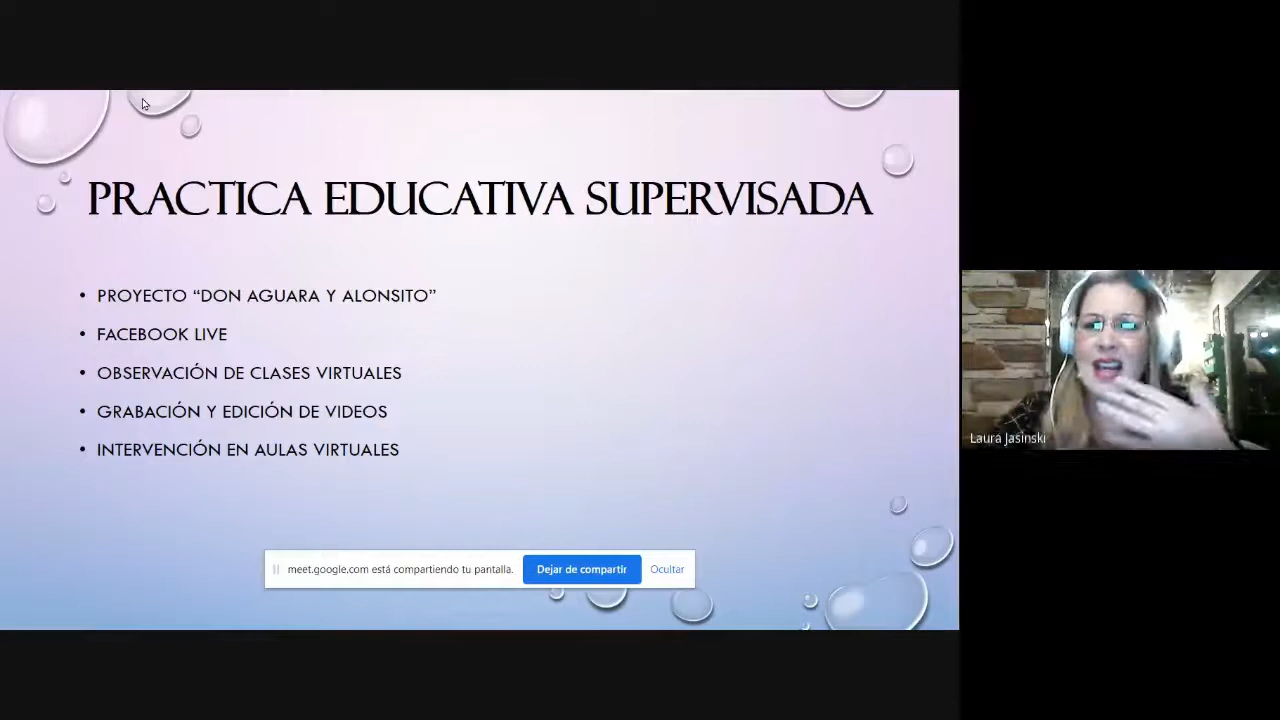 PRACTICA EDUCATIVA SUPERVISADA
• PROYECTO “DON AGUARA Y ALONSITO”
• FACEBOOK LIVE
• OBSERVACIÓN DE CLASES VIRTUALES
• GRABACIÓN Y EDICIÓN DE VIDEOS
• INTERVENCIÓN EN AULAS VIRTUALES
meet.google.com está compartiendo tu pantalla. Dejar de compartir Ocultar
Laura Jasinski